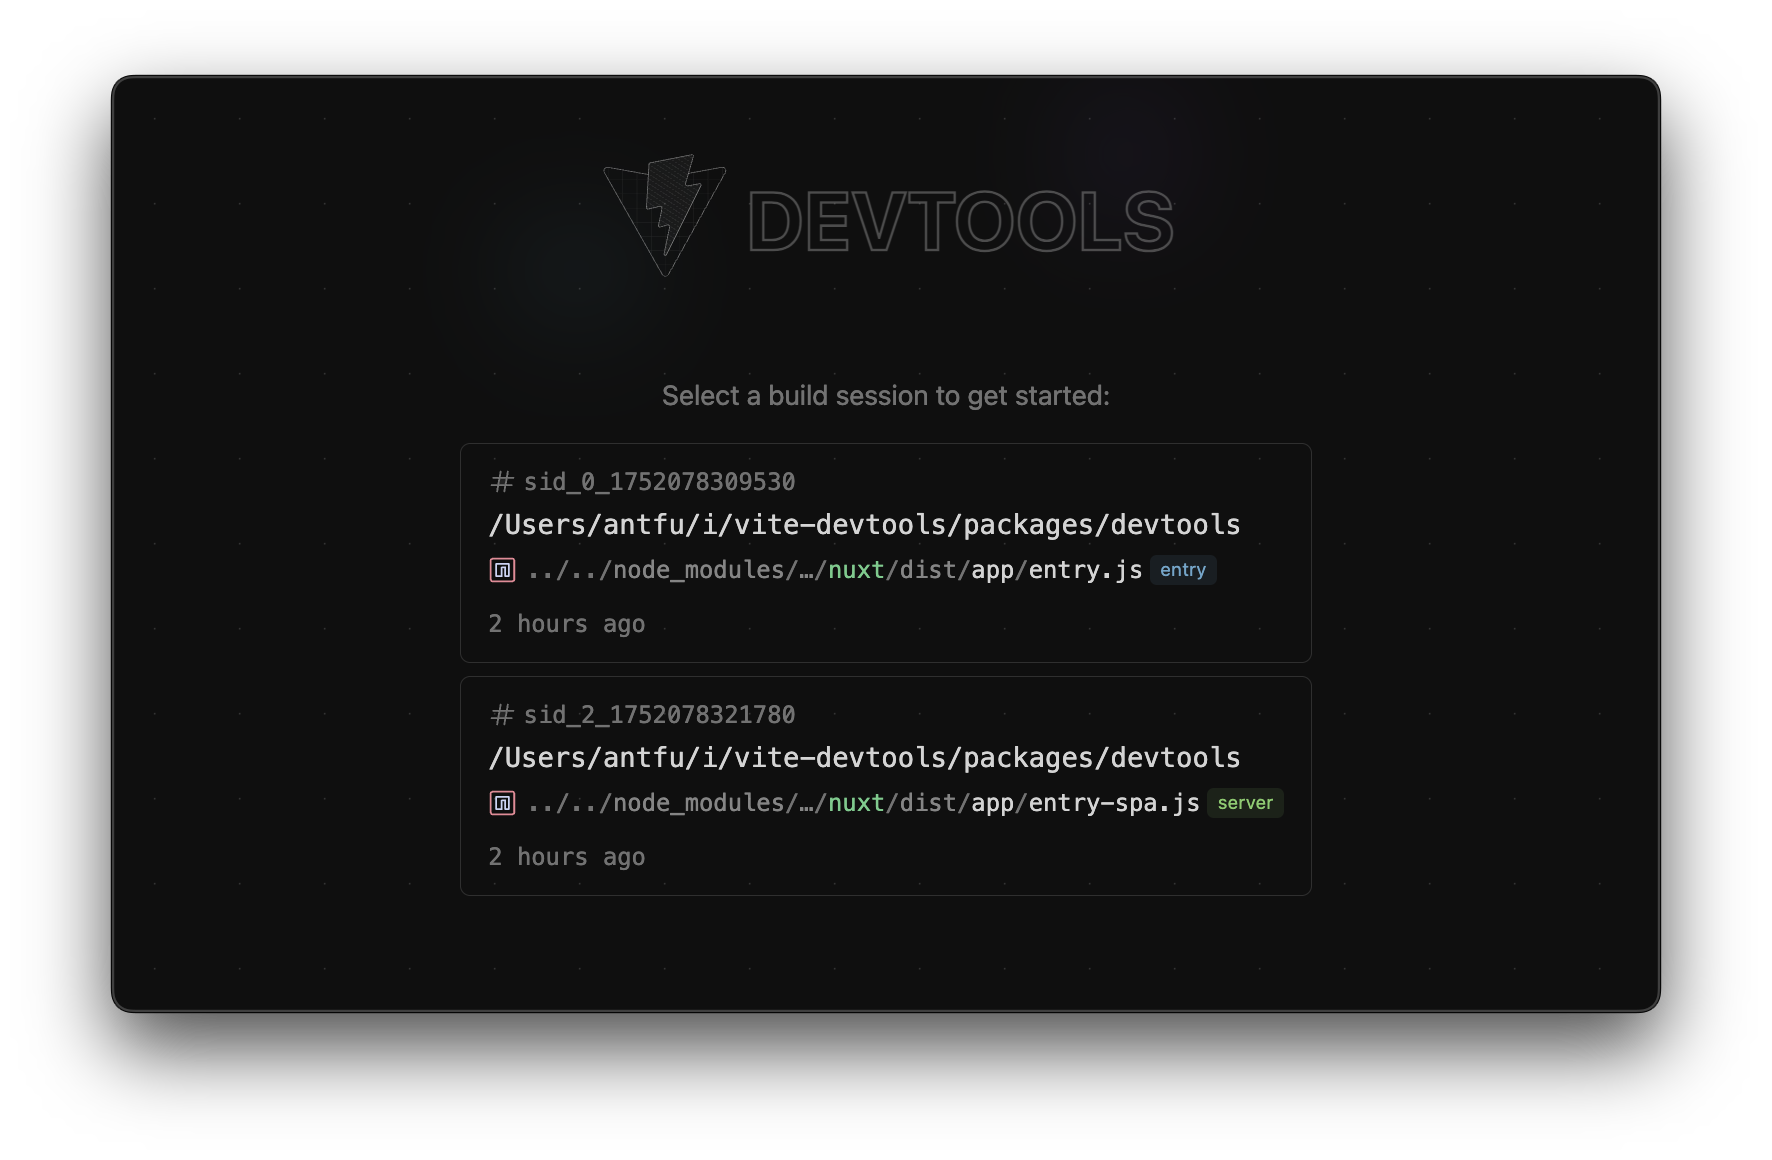 DEVTOOLS
Select a build session to get started:
# sid_0_1752078309530
/Users/antfu/i/vite-devtools/packages/devtools
../../node_modules/…/nuxt/dist/app/entry.js entry
2 hours ago
# sid_2_1752078321780
/Users/antfu/i/vite-devtools/packages/devtools
../../node_modules/…/nuxt/dist/app/entry-spa.js server
2 hours ago